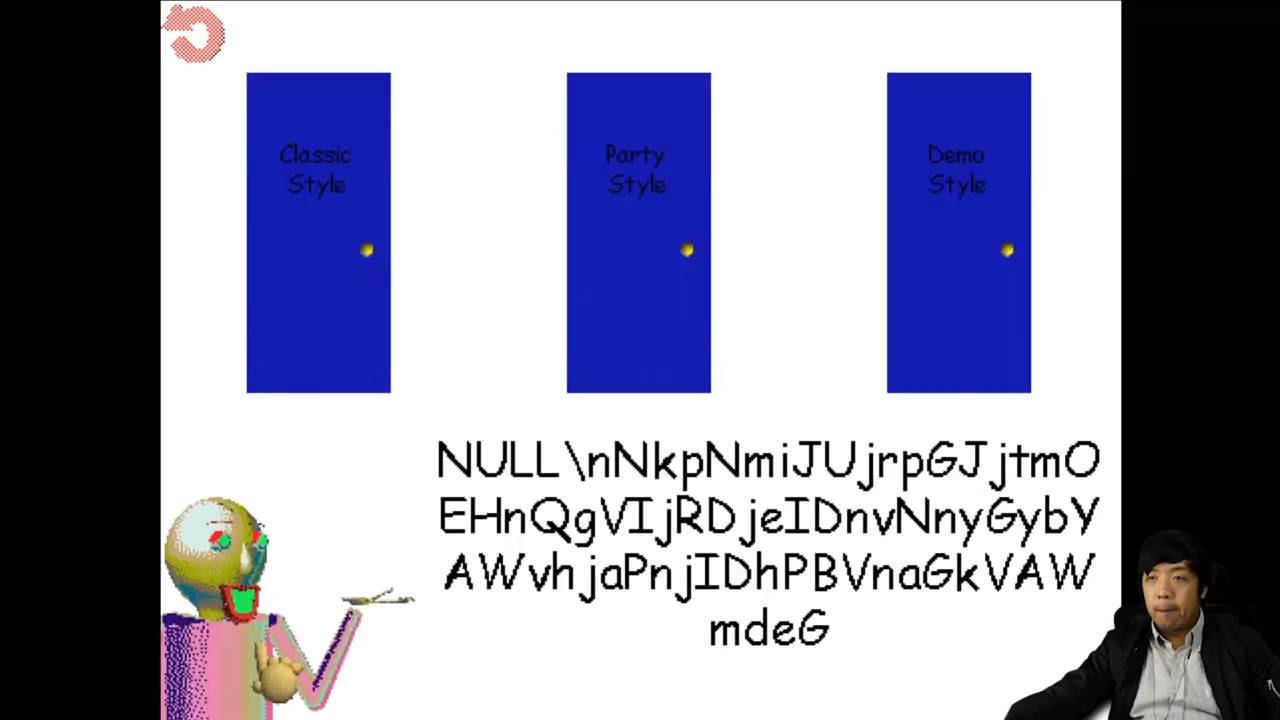 Classic
Style
Party
Style
Demo
Style
NULL\nNkpNmiJUjrpGJjtmO
EHnQgVIjRDjeIDnvNnyGybY
AWvhjaPnjIDhPBVnaGkVAW
mdeG